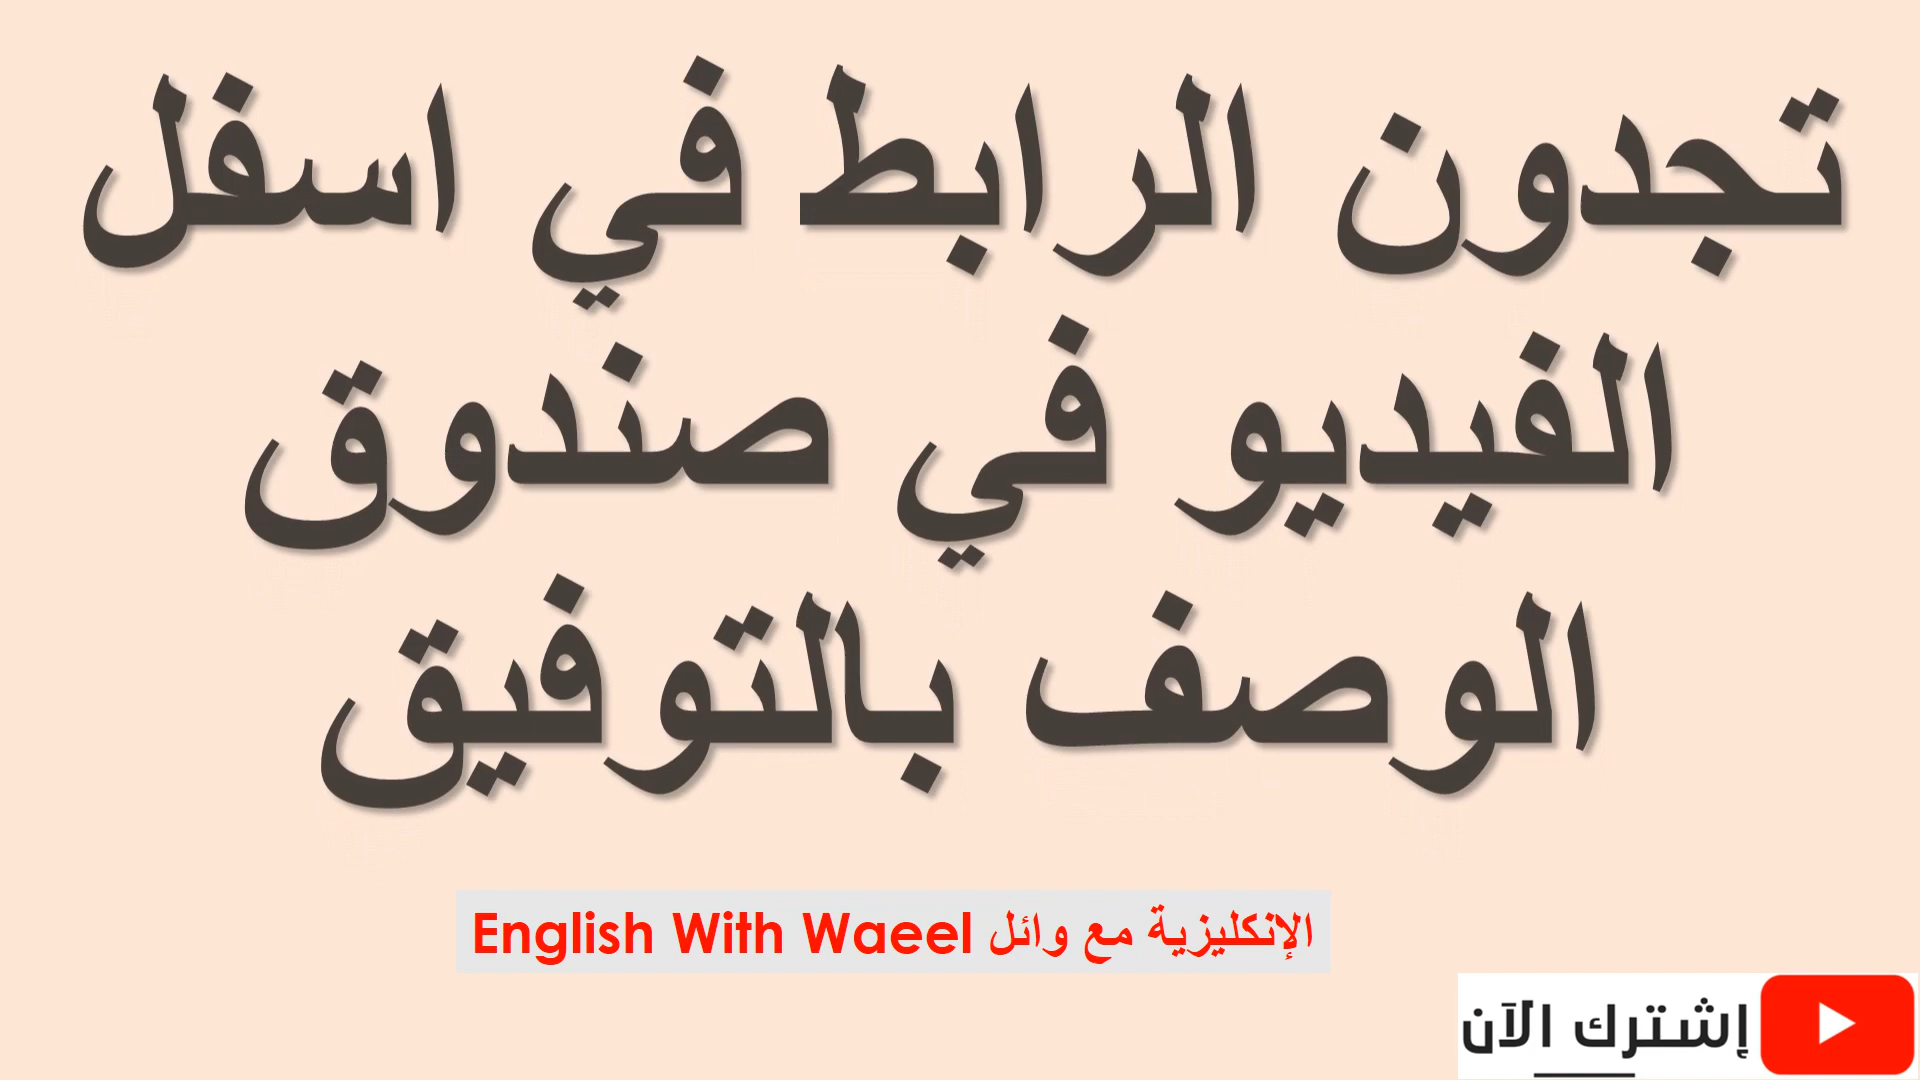 تجدون الرابط في اسفل
الفيديو في صندوق
الوصف بالتوفيق
الإنكليزية مع وائل English With Waeel
إشترك الآن